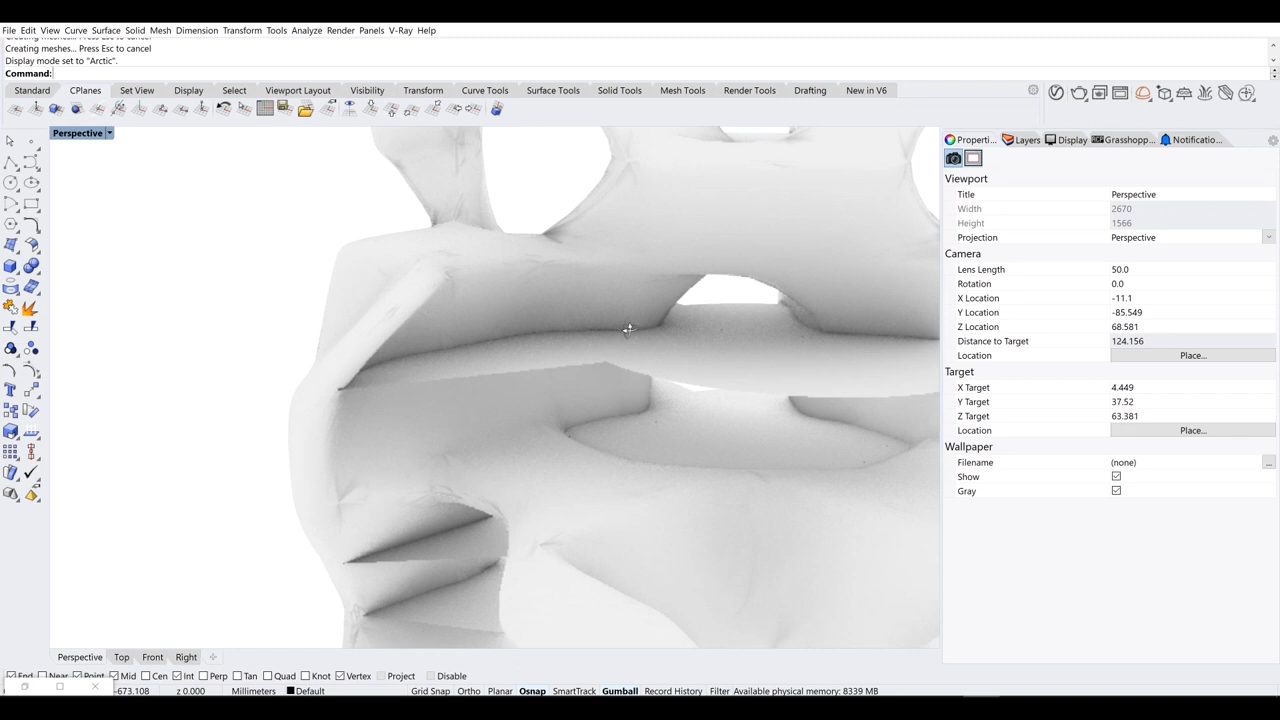 File Edit View Curve Surface Solid Mesh Dimension Transform Tools Analyze Render Panels V-Ray Help
Creating meshes... Press Esc to cancel
Creating meshes... Press Esc to cancel
Display mode set to "Arctic".
Command:
Standard CPlanes Set View Display Select Viewport Layout Visibility Transform Curve Tools Surface Tools Solid Tools Mesh Tools Render Tools Drafting New in V6
Perspective
Properti... Layers Display Grasshopp... Notificatio...
Viewport
Title Perspective
Width 2670
Height 1566
Projection Perspective
Camera
Lens Length 50.0
Rotation 0.0
X Location -11.1
Y Location -85.549
Z Location 68.581
Distance to Target 124.156
Location Place...
Target
X Target 4.449
Y Target 37.52
Z Target 63.381
Location Place...
Wallpaper
Filename (none) ...
Show
Gray
Perspective Top Front Right
End Near Point Mid Cen Int Perp Tan Quad Knot Vertex Project Disable
-673.108 z 0.000 Millimeters Default Grid Snap Ortho Planar Osnap SmartTrack Gumball Record History Filter Available physical memory: 8339 MB